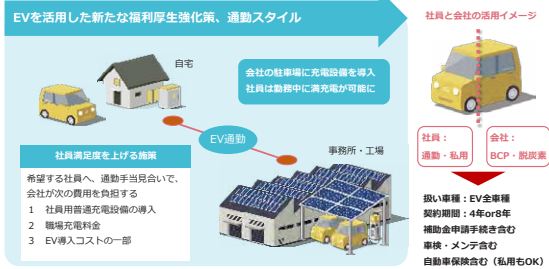 EVを活用した新たな福利厚生強化策、通勤スタイル
自宅
会社の駐車場に充電設備を導入
社員は勤務中に満充電が可能に
EV通勤
事務所・工場
社員満足度を上げる施策
希望する社員へ、通勤手当見合いで、
会社が次の費用を負担する
1 社員用普通充電設備の導入
2 職場充電料金
3 EV導入コストの一部
社員と会社の活用イメージ
社員：
通勤・私用
会社：
BCP・脱炭素
扱い車種：EV全車種
契約期間：4年or8年
補助金申請手続き含む
車検・メンテ含む
自動車保険含む（私用もOK）